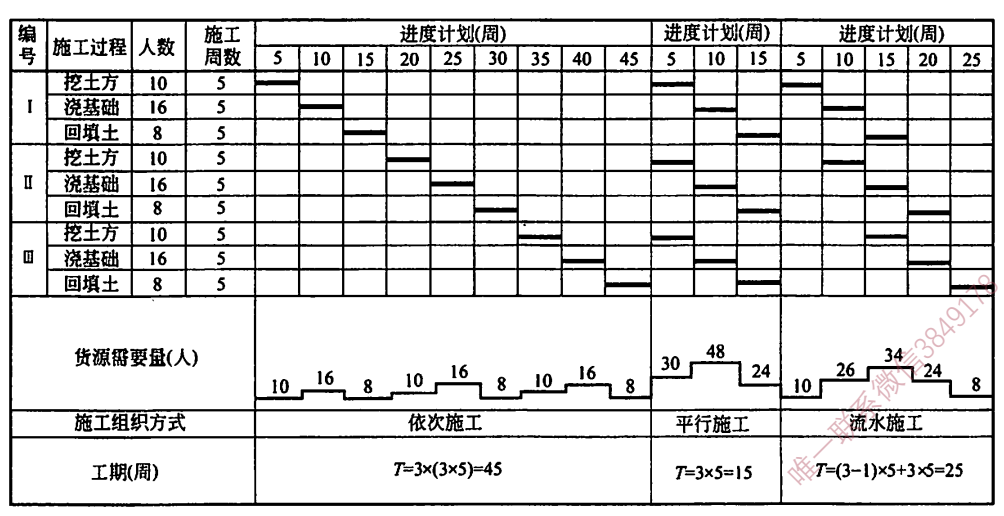 编号 施工过程 人数 施工周数 进度计划(周) 进度计划(周) 进度计划(周)
5 10 15 20 25 30 35 40 45 5 10 15 5 10 15 20 25
挖土方 10 5
Ⅰ 浇基础 16 5
回填土 8 5
挖土方 10 5
Ⅱ 浇基础 16 5
回填土 8 5
挖土方 10 5
Ⅲ 浇基础 16 5
回填土 8 5
货源需要量(人) 10 16 8 10 16 8 10 16 8 30 48 24 10 26 34 24 8
施工组织方式 依次施工 平行施工 流水施工
工期(周) T=3×(3×5)=45 T=3×5=15 T=(3-1)×5+3×5=25
唯一联系微信3849178